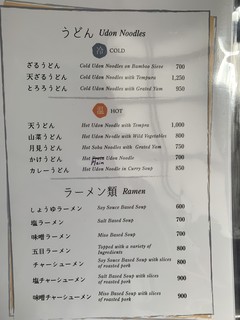 うどん Udon Noodles
冷 COLD
ざるうどん Cold Udon Noodles on Bamboo Sieve 700
天ざるうどん Cold Udon Noodles with Tempura 1,250
とろろうどん Cold Udon Noodles with Grated Yam 950
温 HOT
天うどん Hot Udon Noodles with Tempra 1,000
山菜うどん Hot Udon Noodles with Wild Vegetables 800
月見うどん Hot Soba Noodles with Grated Yam 750
かけうどん Hot Udon Noodle 700
Plain
カレーうどん Hot Udon Noodles in Curry Soup 850
ラーメン類 Ramen
しょうゆラーメン Soy Souce Based Soup 600
塩ラーメン Salt Based Soup 700
味噌ラーメン Miso Based Soup 700
五目ラーメン Topped with a variety of
Ingredients 800
チャーシューメン Soy Souce Based Soup with slices
of roasted pork 800
塩チャーシューメン Salt Based Soup with slices
of roasted pork 900
味噌チャーシューメン Miso Based Soup with slices
of roasted pork 900